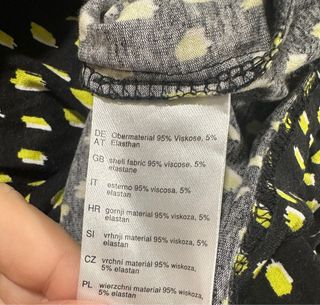 DE Obermaterial 95% Viskose, 5%
AT Elasthan
GB shell fabric 95% viscose, 5%
elastane
IT esterno 95% viscosa, 5%
elastan
HR gornji materijal 95% viskoza, 5%
elastan
SI vrhnji material 95% viskoza, 5%
elastan
CZ vrchní materiál 95% viskoza,
5% elastan
PL wierzchni materiał 95% wiskoza,
5% elastan